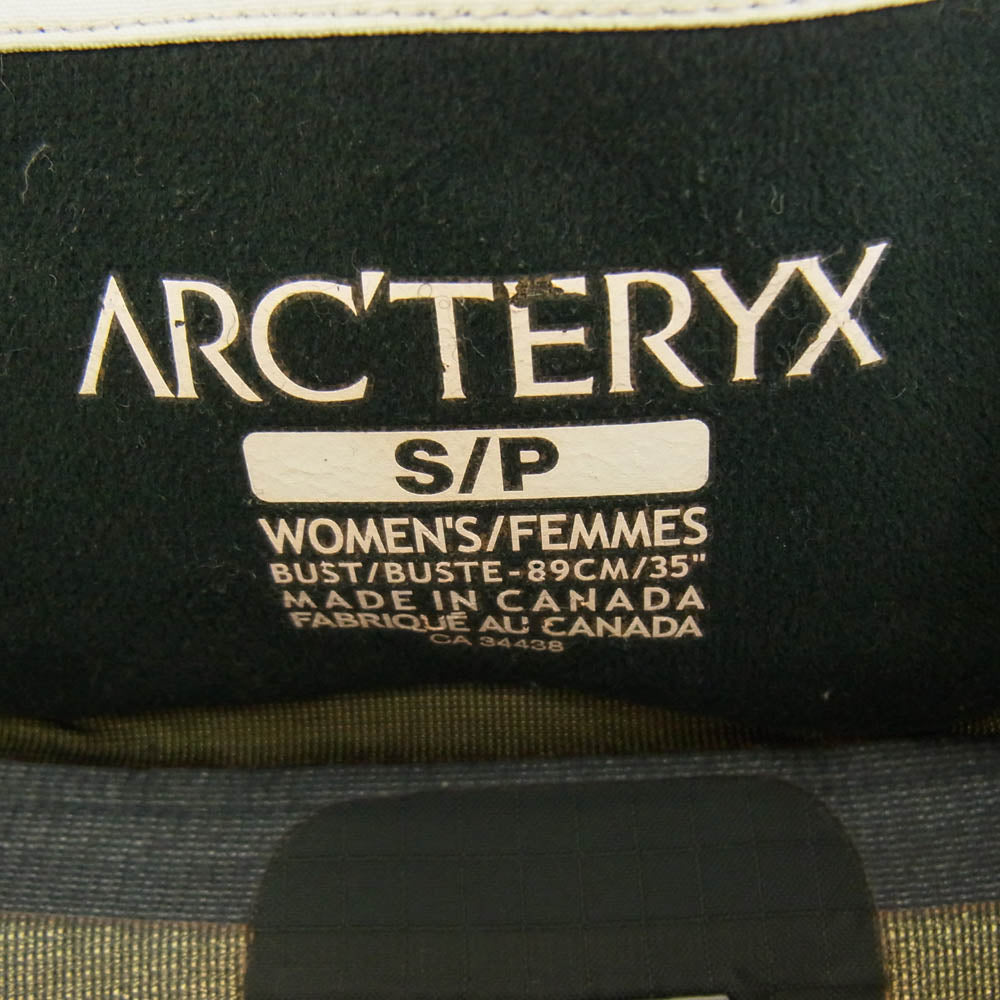 ARC'TERYX
S/P
WOMEN'S/FEMMES
BUST/BUSTE-89CM/35"
MADE IN CANADA
FABRIQUÉ AU CANADA
CA 34438